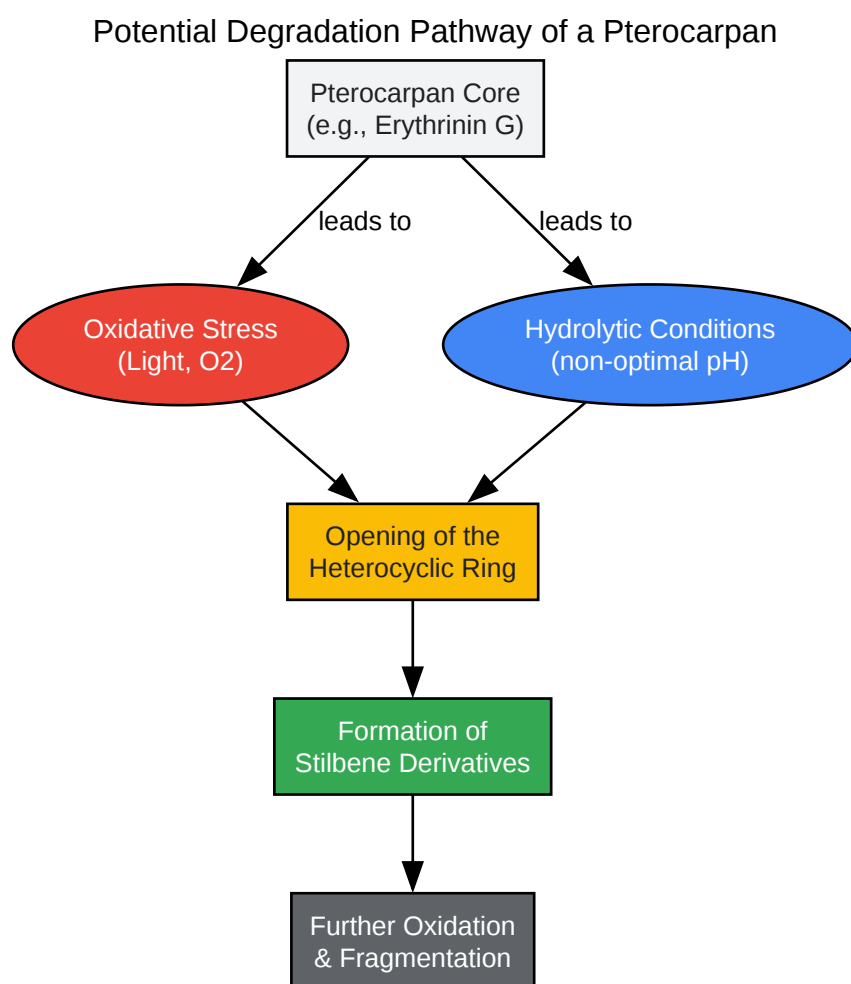 Potential Degradation Pathway of a Pterocarpan
Pterocarpan Core
(e.g., Erythrinin G)
leads to
leads to
Oxidative Stress
(Light, O2)
Hydrolytic Conditions
(non-optimal pH)
Opening of the
Heterocyclic Ring
Formation of
Stilbene Derivatives
Further Oxidation
& Fragmentation